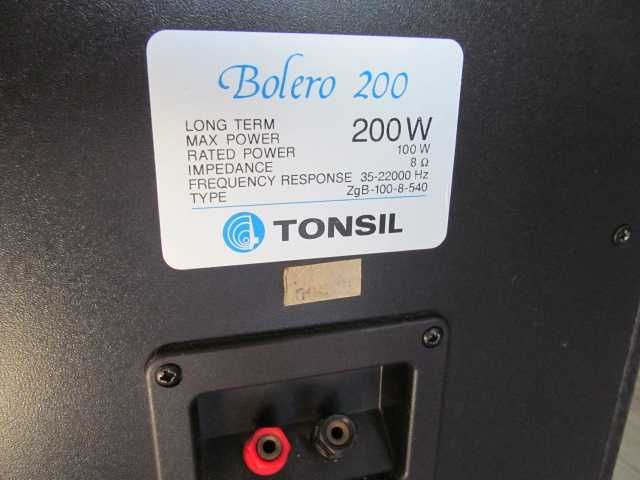 Bolero 200
LONG TERM
MAX POWER 200 W
RATED POWER 100 W
IMPEDANCE 8 Ω
FREQUENCY RESPONSE 35-22000 Hz
TYPE ZgB-100-8-540
TONSIL